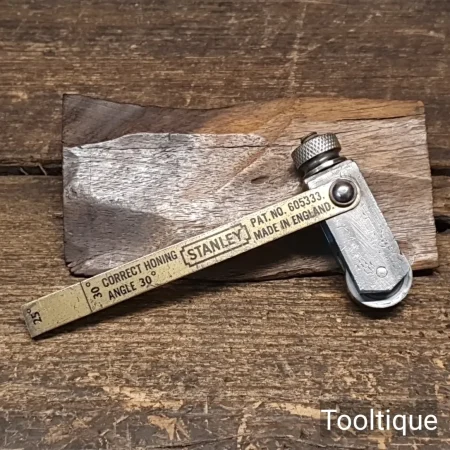 25°
30°
CORRECT HONING
ANGLE 30°
STANLEY
PAT. NO. 605333.
MADE IN ENGLAND.
Tooltique